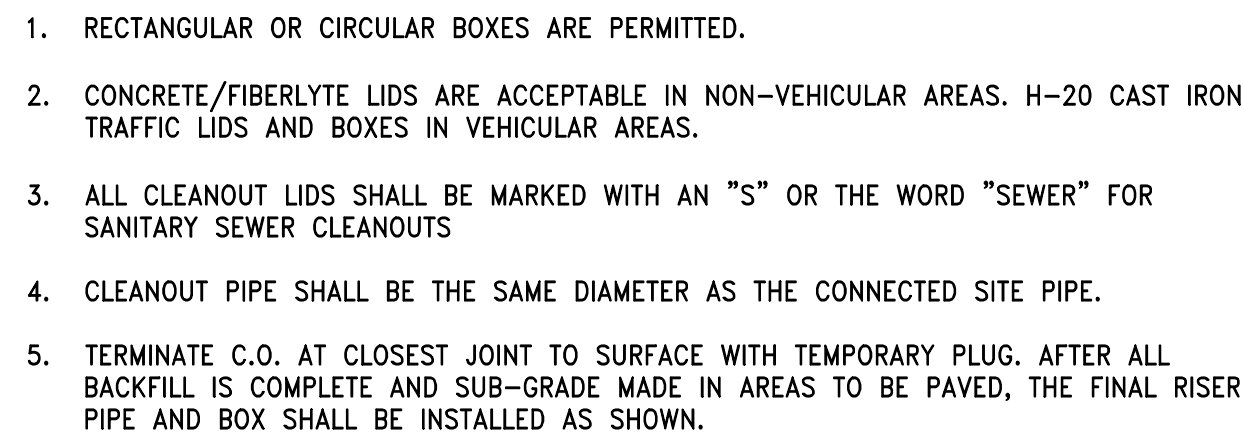 1. RECTANGULAR OR CIRCULAR BOXES ARE PERMITTED.
2. CONCRETE/FIBERLYTE LIDS ARE ACCEPTABLE IN NON-VEHICULAR AREAS. H-20 CAST IRON
TRAFFIC LIDS AND BOXES IN VEHICULAR AREAS.
3. ALL CLEANOUT LIDS SHALL BE MARKED WITH AN "S" OR THE WORD "SEWER" FOR
SANITARY SEWER CLEANOUTS
4. CLEANOUT PIPE SHALL BE THE SAME DIAMETER AS THE CONNECTED SITE PIPE.
5. TERMINATE C.O. AT CLOSEST JOINT TO SURFACE WITH TEMPORARY PLUG. AFTER ALL
BACKFILL IS COMPLETE AND SUB-GRADE MADE IN AREAS TO BE PAVED, THE FINAL RISER
PIPE AND BOX SHALL BE INSTALLED AS SHOWN.